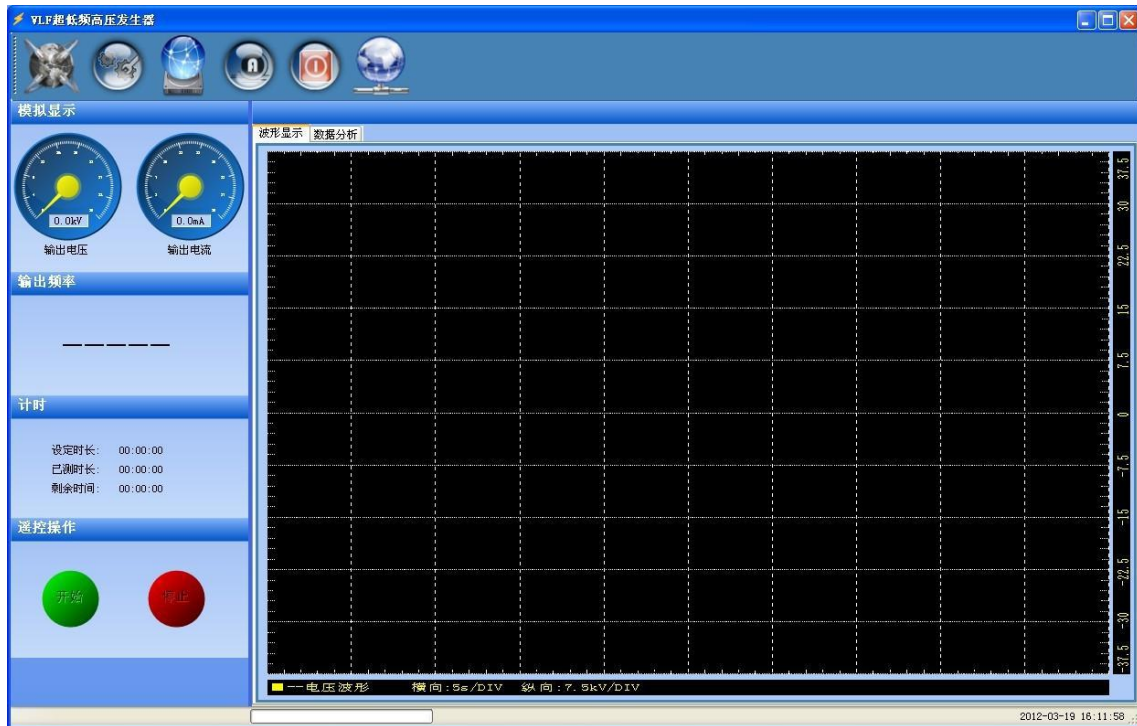 VLF超低频高压发生器
模拟显示
0.0kV
0.0mA
输出电压
输出电流
输出频率
-----
计时
设定时长: 00:00:00
已测时长: 00:00:00
剩余时间: 00:00:00
遥控操作
开始
停止
波形显示
数据分析
37.5
30
22.5
15
7.5
0
-7.5
-15
-22.5
-30
-37.5
--电压波形 横向:5s/DIV 纵向:7.5kV/DIV
2012-03-19 16:11:58